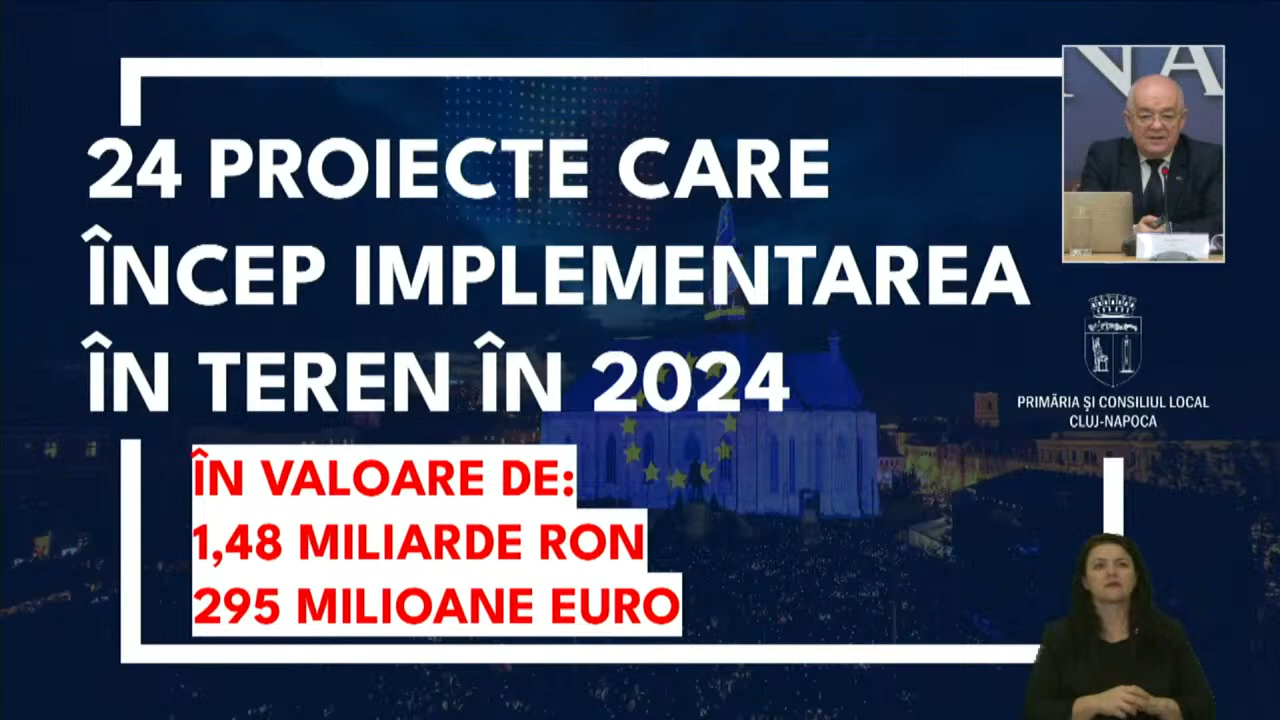 24 PROIECTE CARE
ÎNCEP IMPLEMENTAREA
ÎN TEREN ÎN 2024
ÎN VALOARE DE:
1,48 MILIARDE RON
295 MILIOANE EURO
NA
PRIMĂRIA ȘI CONSILIUL LOCAL
CLUJ-NAPOCA